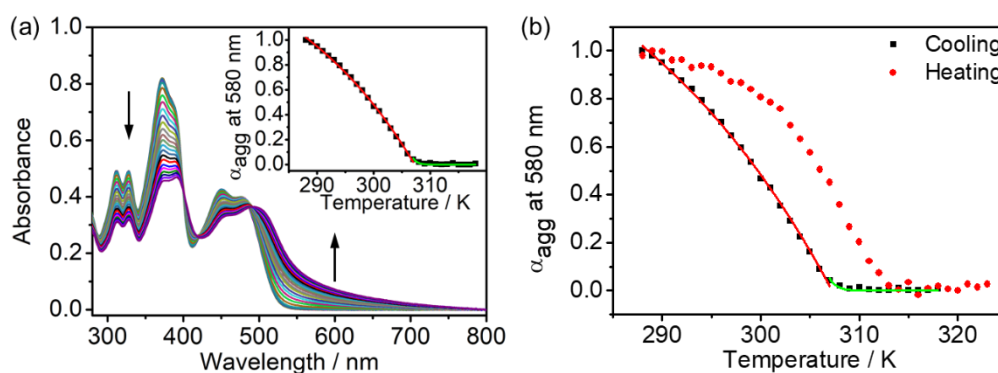 (a)
Absorbance
1.0
0.8
0.6
0.4
0.2
0.0
300 400 500 600 700 800
Wavelength / nm
αagg at 580 nm
1.0
0.8
0.6
0.4
0.2
0.0
290 300 310
Temperature / K
(b)
αagg at 580 nm
1.0
0.8
0.6
0.4
0.2
0.0
290 300 310 320
Temperature / K
Cooling
Heating